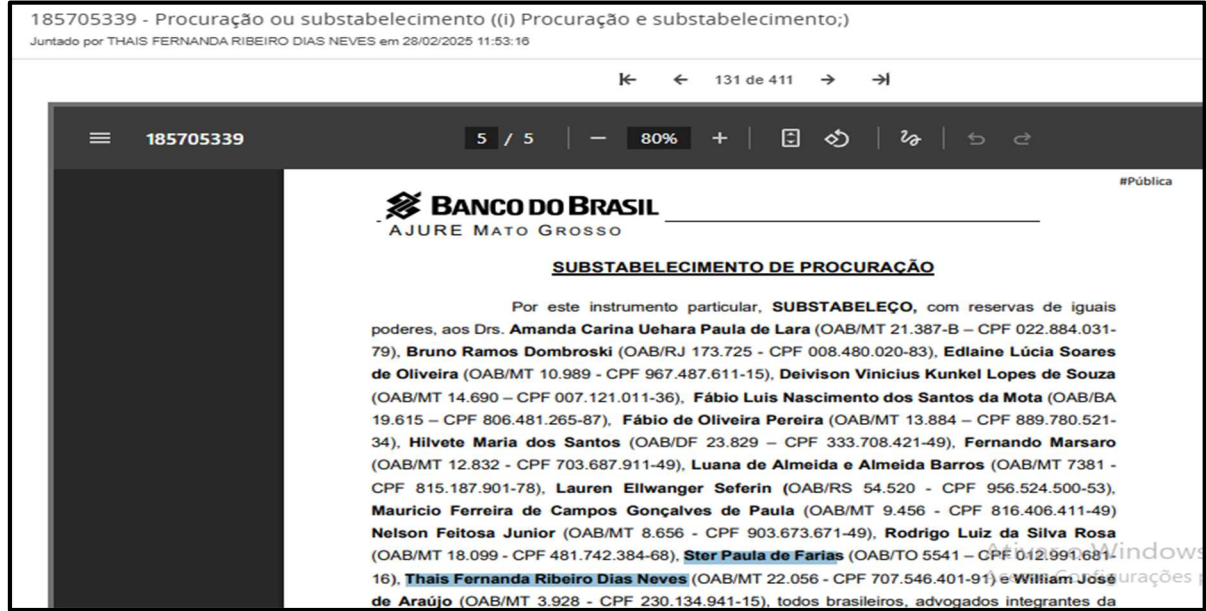 185705339 - Procuração ou substabelecimento ((i) Procuração e substabelecimento;)
Juntado por THAIS FERNANDA RIBEIRO DIAS NEVES em 28/02/2025 11:53:16
131 de 411
185705339
5 / 5
80%
#Pública
BANCO DO BRASIL
AJURE MATO GROSSO
SUBSTABELECIMENTO DE PROCURAÇÃO
Por este instrumento particular, SUBSTABELEÇO, com reservas de iguais
poderes, aos Drs. Amanda Carina Uehara Paula de Lara (OAB/MT 21.387-B – CPF 022.884.031-
79), Bruno Ramos Dombroski (OAB/RJ 173.725 - CPF 008.480.020-83), Edlaine Lúcia Soares
de Oliveira (OAB/MT 10.989 - CPF 967.487.611-15), Deivison Vinicius Kunkel Lopes de Souza
(OAB/MT 14.690 – CPF 007.121.011-36), Fábio Luis Nascimento dos Santos da Mota (OAB/BA
19.615 – CPF 806.481.265-87), Fábio de Oliveira Pereira (OAB/MT 13.884 – CPF 889.780.521-
34), Hilvete Maria dos Santos (OAB/DF 23.829 – CPF 333.708.421-49), Fernando Marsaro
(OAB/MT 12.832 - CPF 703.687.911-49), Luana de Almeida e Almeida Barros (OAB/MT 7381 -
CPF 815.187.901-78), Lauren Ellwanger Seferin (OAB/RS 54.520 - CPF 956.524.500-53),
Mauricio Ferreira de Campos Gonçalves de Paula (OAB/MT 9.456 - CPF 816.406.411-49)
Nelson Feitosa Junior (OAB/MT 8.656 - CPF 903.673.671-49), Rodrigo Luiz da Silva Rosa
(OAB/MT 18.099 - CPF 481.742.384-68), Ster Paula de Farias (OAB/TO 5541 – CPF 012.991.681-
16), Thais Fernanda Ribeiro Dias Neves (OAB/MT 22.056 - CPF 707.546.401-91) e William José
de Araújo (OAB/MT 3.928 - CPF 230.134.941-15), todos brasileiros, advogados integrantes da